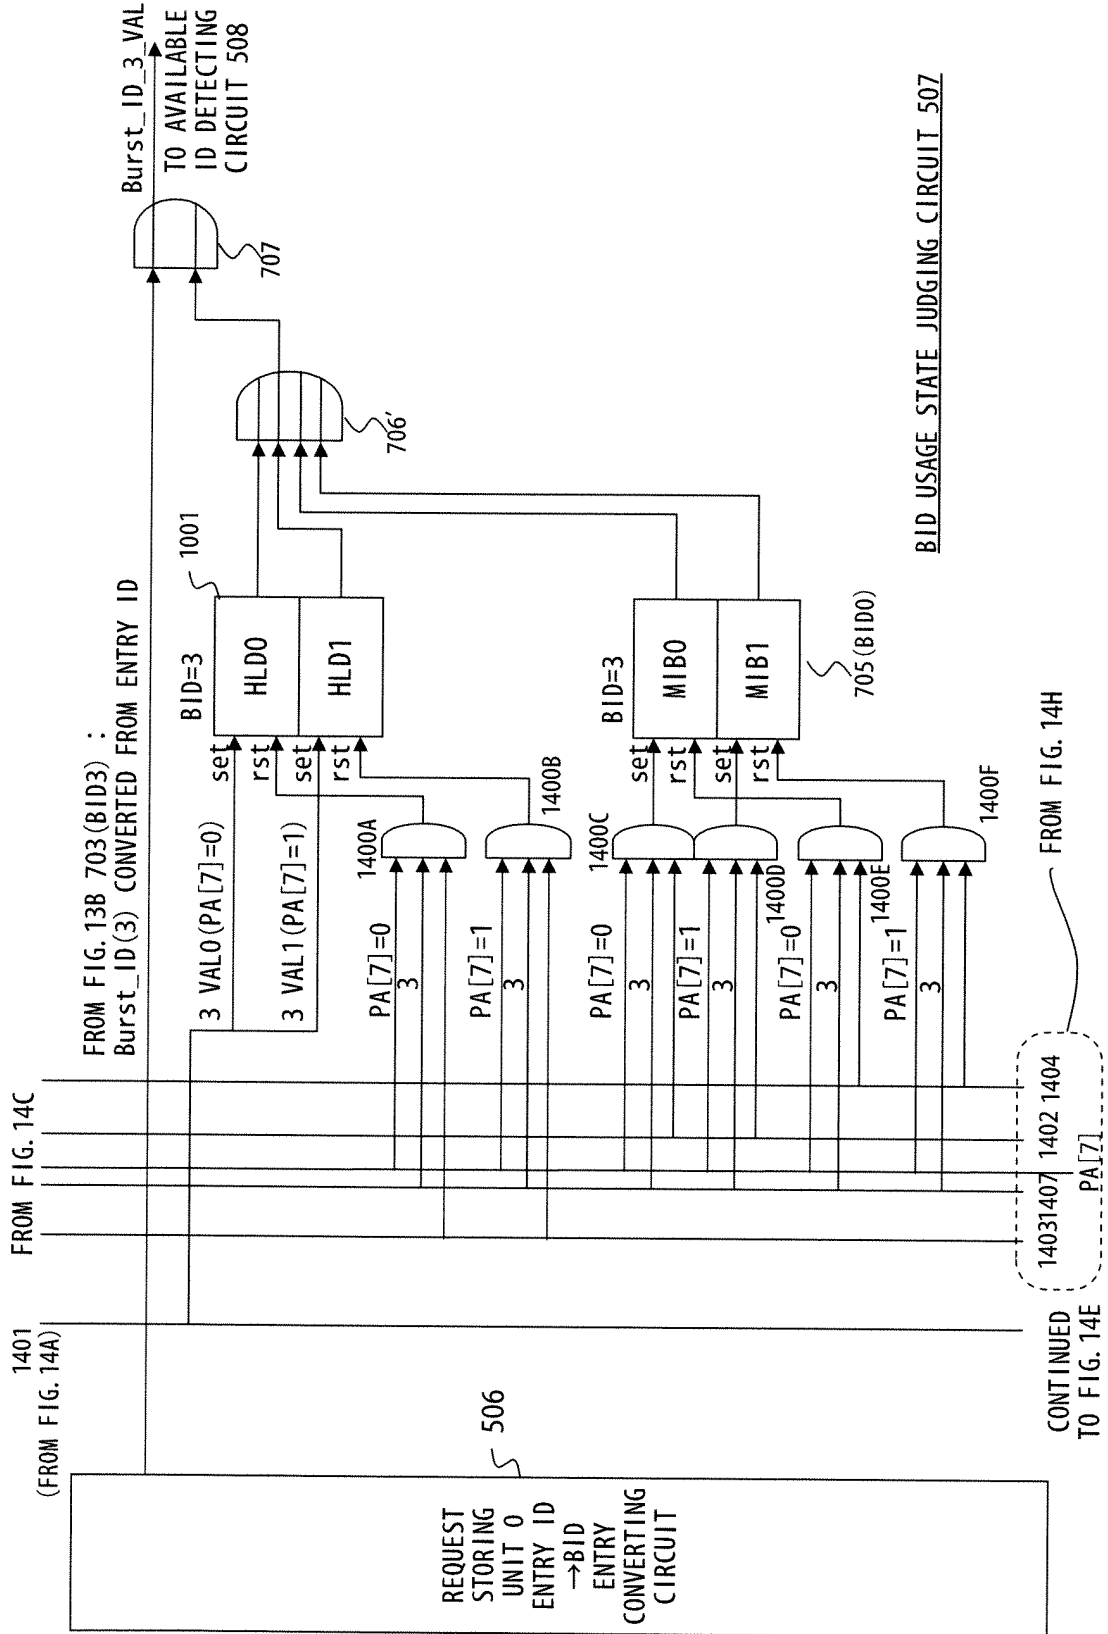 1401
(FROM FIG.14A)
FROM FIG.14C
FROM FIG.13B 703(BID3) :
Burst_ID(3) CONVERTED FROM ENTRY ID
Burst_ID_3_VAL
TO AVAILABLE
ID DETECTING
CIRCUIT 508
707
706'
506
REQUEST
STORING
UNIT 0
ENTRY ID
→BID
ENTRY
CONVERTING
CIRCUIT
3 VAL0(PA[7]=0)
3 VAL1(PA[7]=1)
set
rst
set
rst
BID=3
1001
HLD0
HLD1
PA[7]=0
3
1400A
PA[7]=1
3
1400B
PA[7]=0
3
1400C
PA[7]=1
3
1400D
PA[7]=0
3
1400E
PA[7]=1
3
1400F
set
rst
set
rst
BID=3
MIB0
MIB1
705(BID0)
CONTINUED
TO FIG.14E
1403
1407
PA[7]
1402
1404
FROM FIG.14H
BID USAGE STATE JUDGING CIRCUIT 507